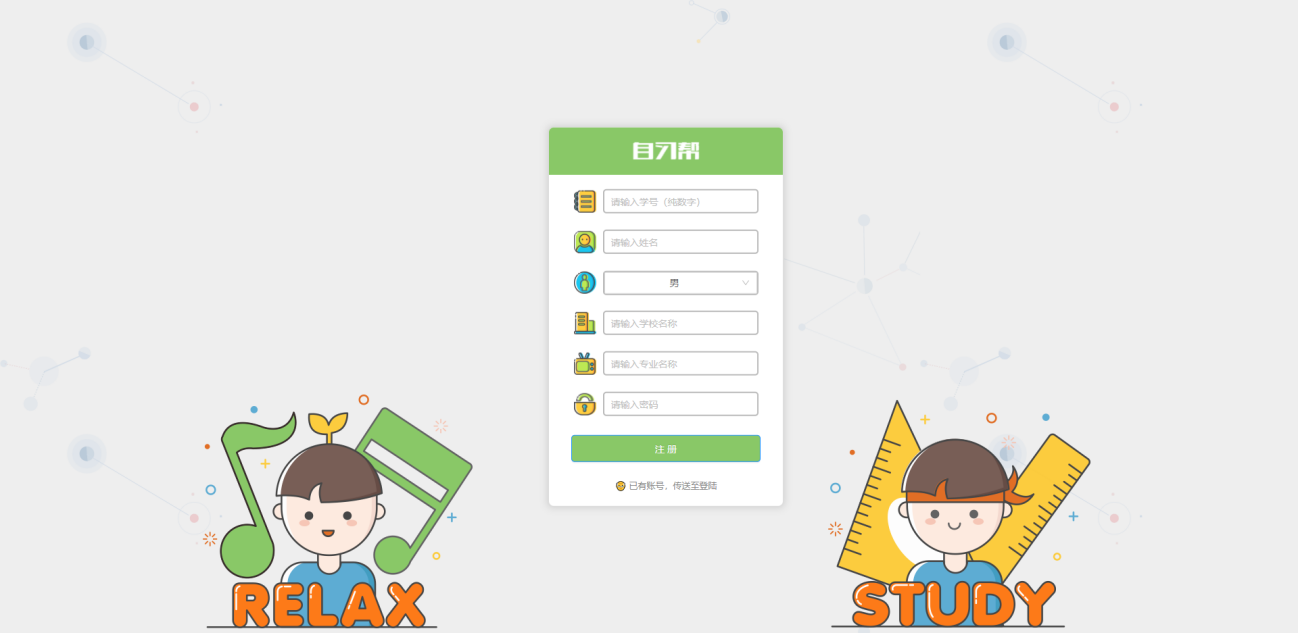 自习帮
请输入学号（纯数字）
请输入姓名
男
请输入学校名称
请输入专业名称
请输入密码
注 册
已有账号，传送至登陆
RELAX
STUDY